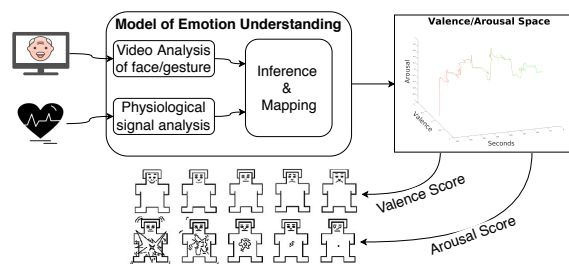 Model of Emotion Understanding
Video Analysis
of face/gesture
Physiological
signal analysis
Inference
&
Mapping
Valence/Arousal Space
Arousal
Valence
Seconds
Valence Score
Arousal Score